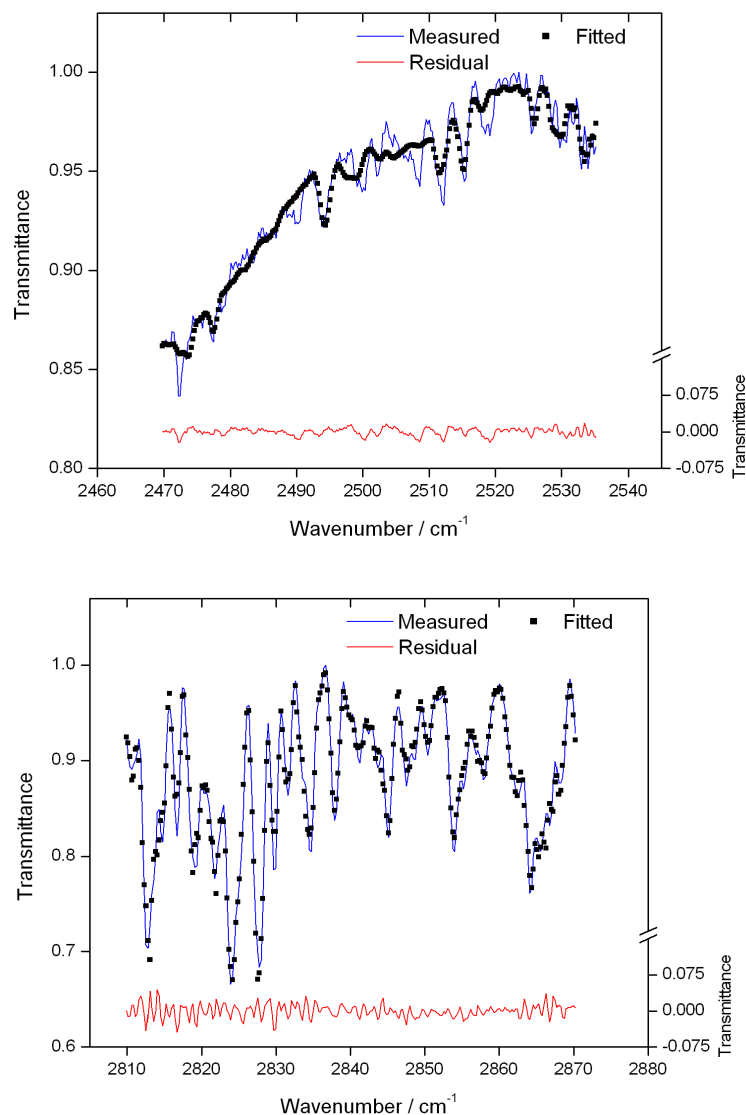 Measured Fitted
Residual
1.00
0.95
0.90
0.85
0.80
Transmittance
0.075
0.000
-0.075
Transmittance
2460 2470 2480 2490 2500 2510 2520 2530 2540
Wavenumber / cm⁻¹
Measured Fitted
Residual
1.0
0.9
0.8
0.7
0.6
Transmittance
0.075
0.000
-0.075
Transmittance
2810 2820 2830 2840 2850 2860 2870 2880
Wavenumber / cm⁻¹